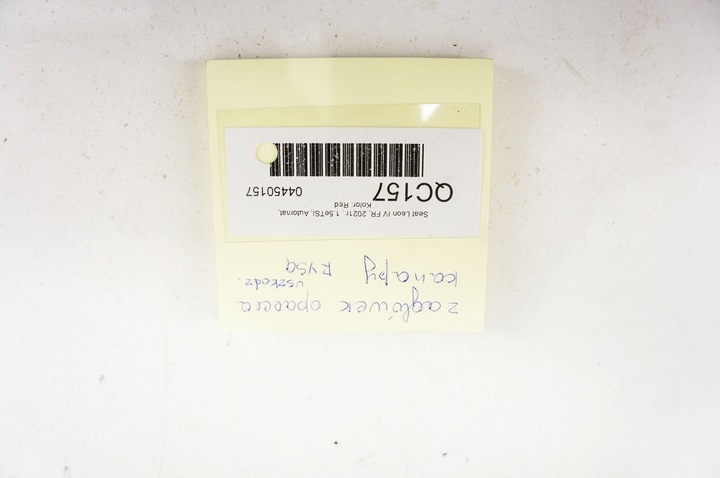 zagłówek oparcia
uszkodz.
kanapy RYSA
Seat Leon IV FR, 2021r., 1.5eTSI, Automat,
Kolor: Red
QC157
04450157